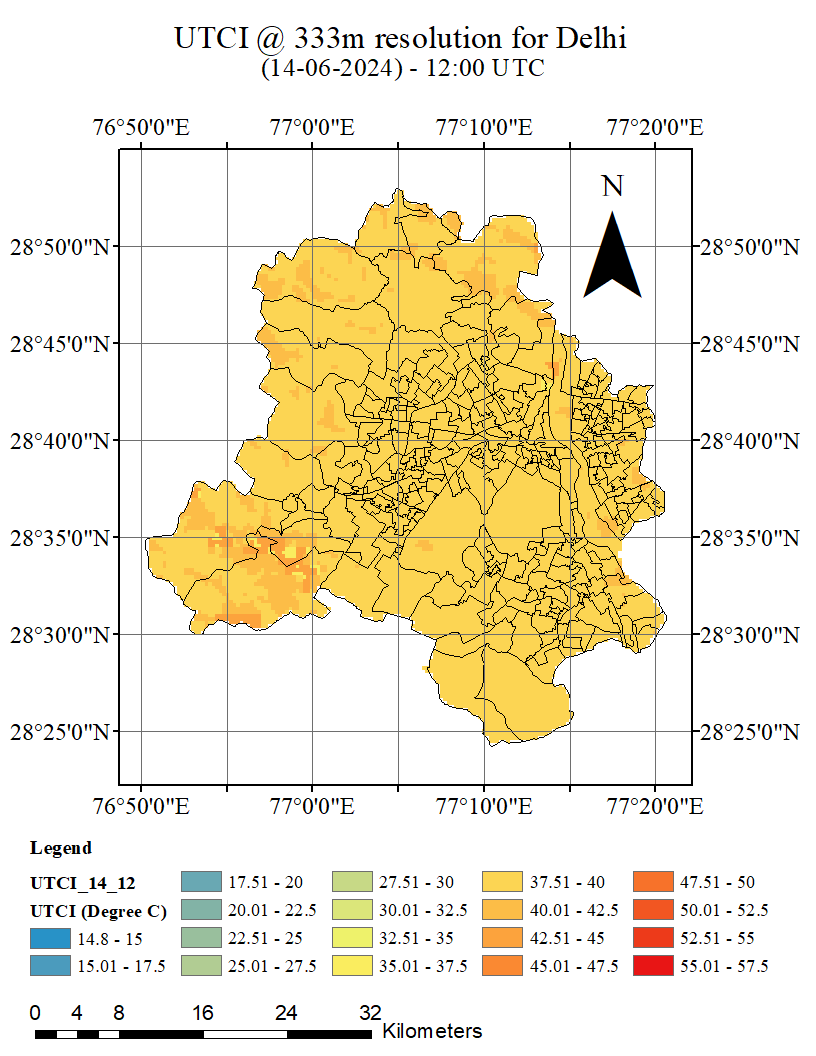 UTCI @ 333m resolution for Delhi
(14-06-2024) - 12:00 UTC
76°50'0"E 77°0'0"E 77°10'0"E 77°20'0"E
N
28°50'0"N 28°50'0"N
28°45'0"N 28°45'0"N
28°40'0"N 28°40'0"N
28°35'0"N 28°35'0"N
28°30'0"N 28°30'0"N
28°25'0"N 28°25'0"N
76°50'0"E 77°0'0"E 77°10'0"E 77°20'0"E
Legend
UTCI_14_12 17.51 - 20 27.51 - 30 37.51 - 40 47.51 - 50
UTCI (Degree C) 20.01 - 22.5 30.01 - 32.5 40.01 - 42.5 50.01 - 52.5
14.8 - 15 22.51 - 25 32.51 - 35 42.51 - 45 52.51 - 55
15.01 - 17.5 25.01 - 27.5 35.01 - 37.5 45.01 - 47.5 55.01 - 57.5
0 4 8 16 24 32
Kilometers